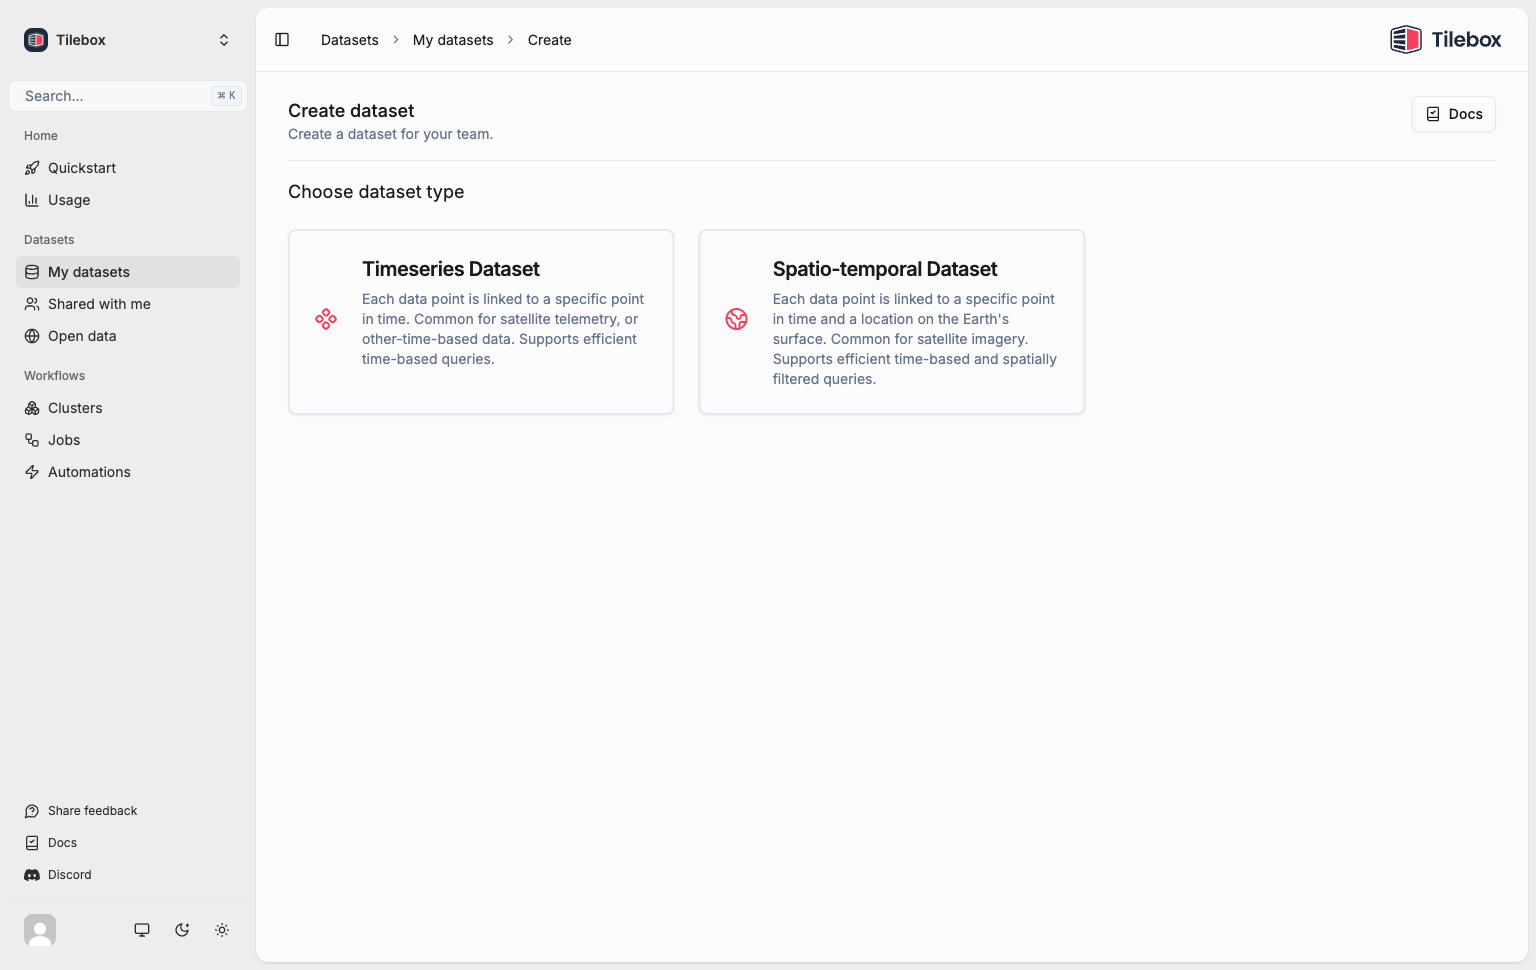 Tilebox
Search...
⌘ K
Home
Quickstart
Usage
Datasets
My datasets
Shared with me
Open data
Workflows
Clusters
Jobs
Automations
Share feedback
Docs
Discord
Datasets
My datasets
Create
Tilebox
Create dataset
Create a dataset for your team.
Docs
Choose dataset type
Timeseries Dataset
Each data point is linked to a specific point
in time. Common for satellite telemetry, or
other-time-based data. Supports efficient
time-based queries.
Spatio-temporal Dataset
Each data point is linked to a specific point
in time and a location on the Earth's
surface. Common for satellite imagery.
Supports efficient time-based and spatially
filtered queries.